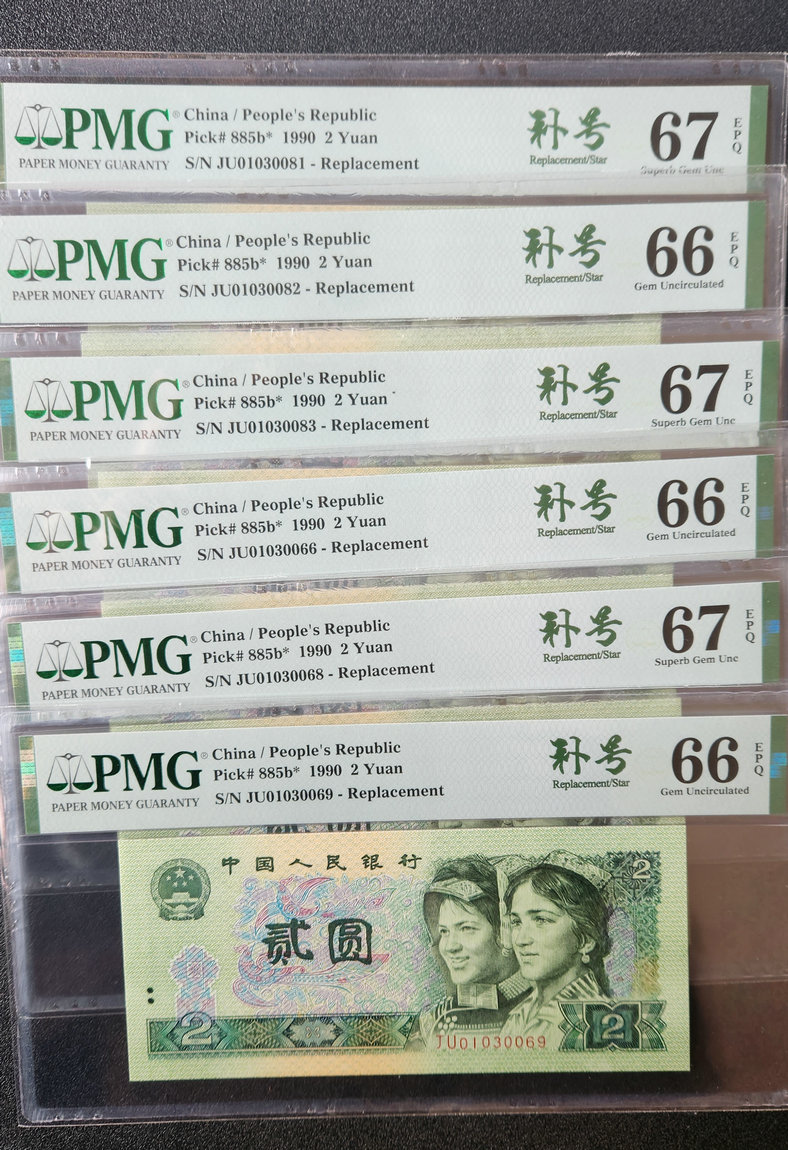 PMG® China / People's Republic
PAPER MONEY GUARANTY
Pick# 885b* 1990 2 Yuan
S/N JU01030081 - Replacement
补号
Replacement/Star
67 EPQ
Superb Gem Unc
PMG® China / People's Republic
PAPER MONEY GUARANTY
Pick# 885b* 1990 2 Yuan
S/N JU01030082 - Replacement
补号
Replacement/Star
66 EPQ
Gem Uncirculated
PMG® China / People's Republic
PAPER MONEY GUARANTY
Pick# 885b* 1990 2 Yuan
S/N JU01030083 - Replacement
补号
Replacement/Star
67 EPQ
Superb Gem Unc
PMG® China / People's Republic
PAPER MONEY GUARANTY
Pick# 885b* 1990 2 Yuan
S/N JU01030066 - Replacement
补号
Replacement/Star
66 EPQ
Gem Uncirculated
PMG® China / People's Republic
PAPER MONEY GUARANTY
Pick# 885b* 1990 2 Yuan
S/N JU01030068 - Replacement
补号
Replacement/Star
67 EPQ
Superb Gem Unc
PMG® China / People's Republic
PAPER MONEY GUARANTY
Pick# 885b* 1990 2 Yuan
S/N JU01030069 - Replacement
补号
Replacement/Star
66 EPQ
Gem Uncirculated
中国人民银行
2
贰圆
2
2
JU01030069